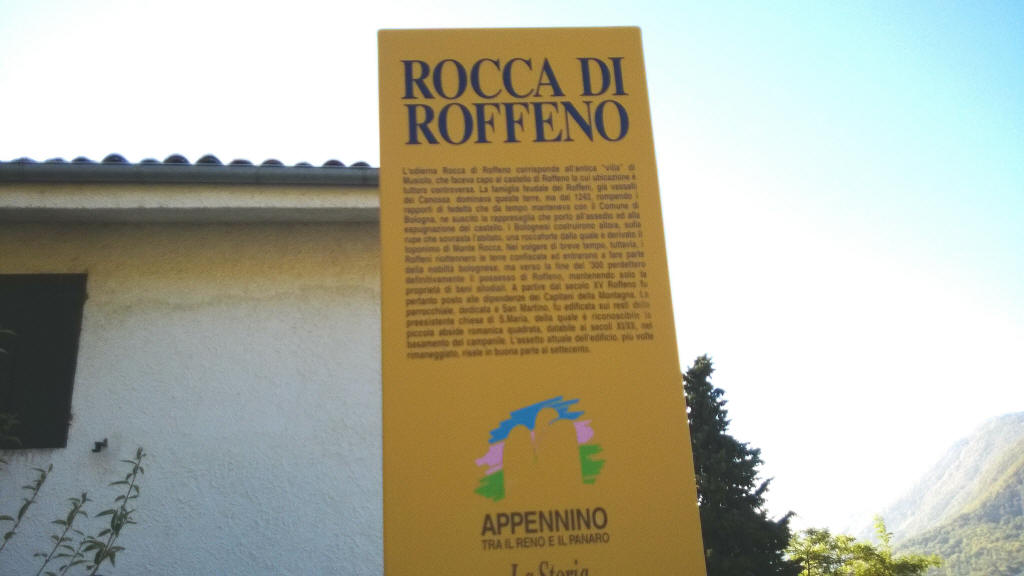 ROCCA DI
ROFFENO
L'odierna Rocca di Roffeno corrisponde all'antica "villa" di
Musiolo, che faceva capo al castello di Roffeno la cui ubicazione è
tuttora controversa. La famiglia feudale dei Roffeni, già vassalli
dei Canossa, dominava queste terre, ma dal 1243, rompendo i
rapporti di fedeltà che da tempo manteneva con il Comune di
Bologna, ne suscitò la rappresaglia che portò all'assedio ed alla
espugnazione del castello. I Bolognesi costruirono allora, sulla
rupe che sovrasta l'abitato, una roccaforte dalla quale è derivato il
toponimo di Monte Rocca. Nel volgere di breve tempo, tuttavia, i
Roffeni riottennero le terre confiscate ed entrarono a fare parte
della nobiltà bolognese, ma verso la fine del '300 perdettero
definitivamente il possesso di Roffeno, mantenendo solo la
proprietà di beni allodiali. A partire dal secolo XV Roffeno fu
pertanto posto alle dipendenze dei Capitani della Montagna. La
parrocchiale, dedicata a San Martino, fu edificata sui resti della
preesistente chiesa di S.Maria, della quale è riconoscibile la
piccola abside romanica quadrata, databile ai secoli XI/XII, nel
basamento del campanile. L'assetto attuale dell'edificio, più volte
rimaneggiato, risale in buona parte al settecento.
APPENNINO
TRA IL RENO E IL PANARO
La Storia